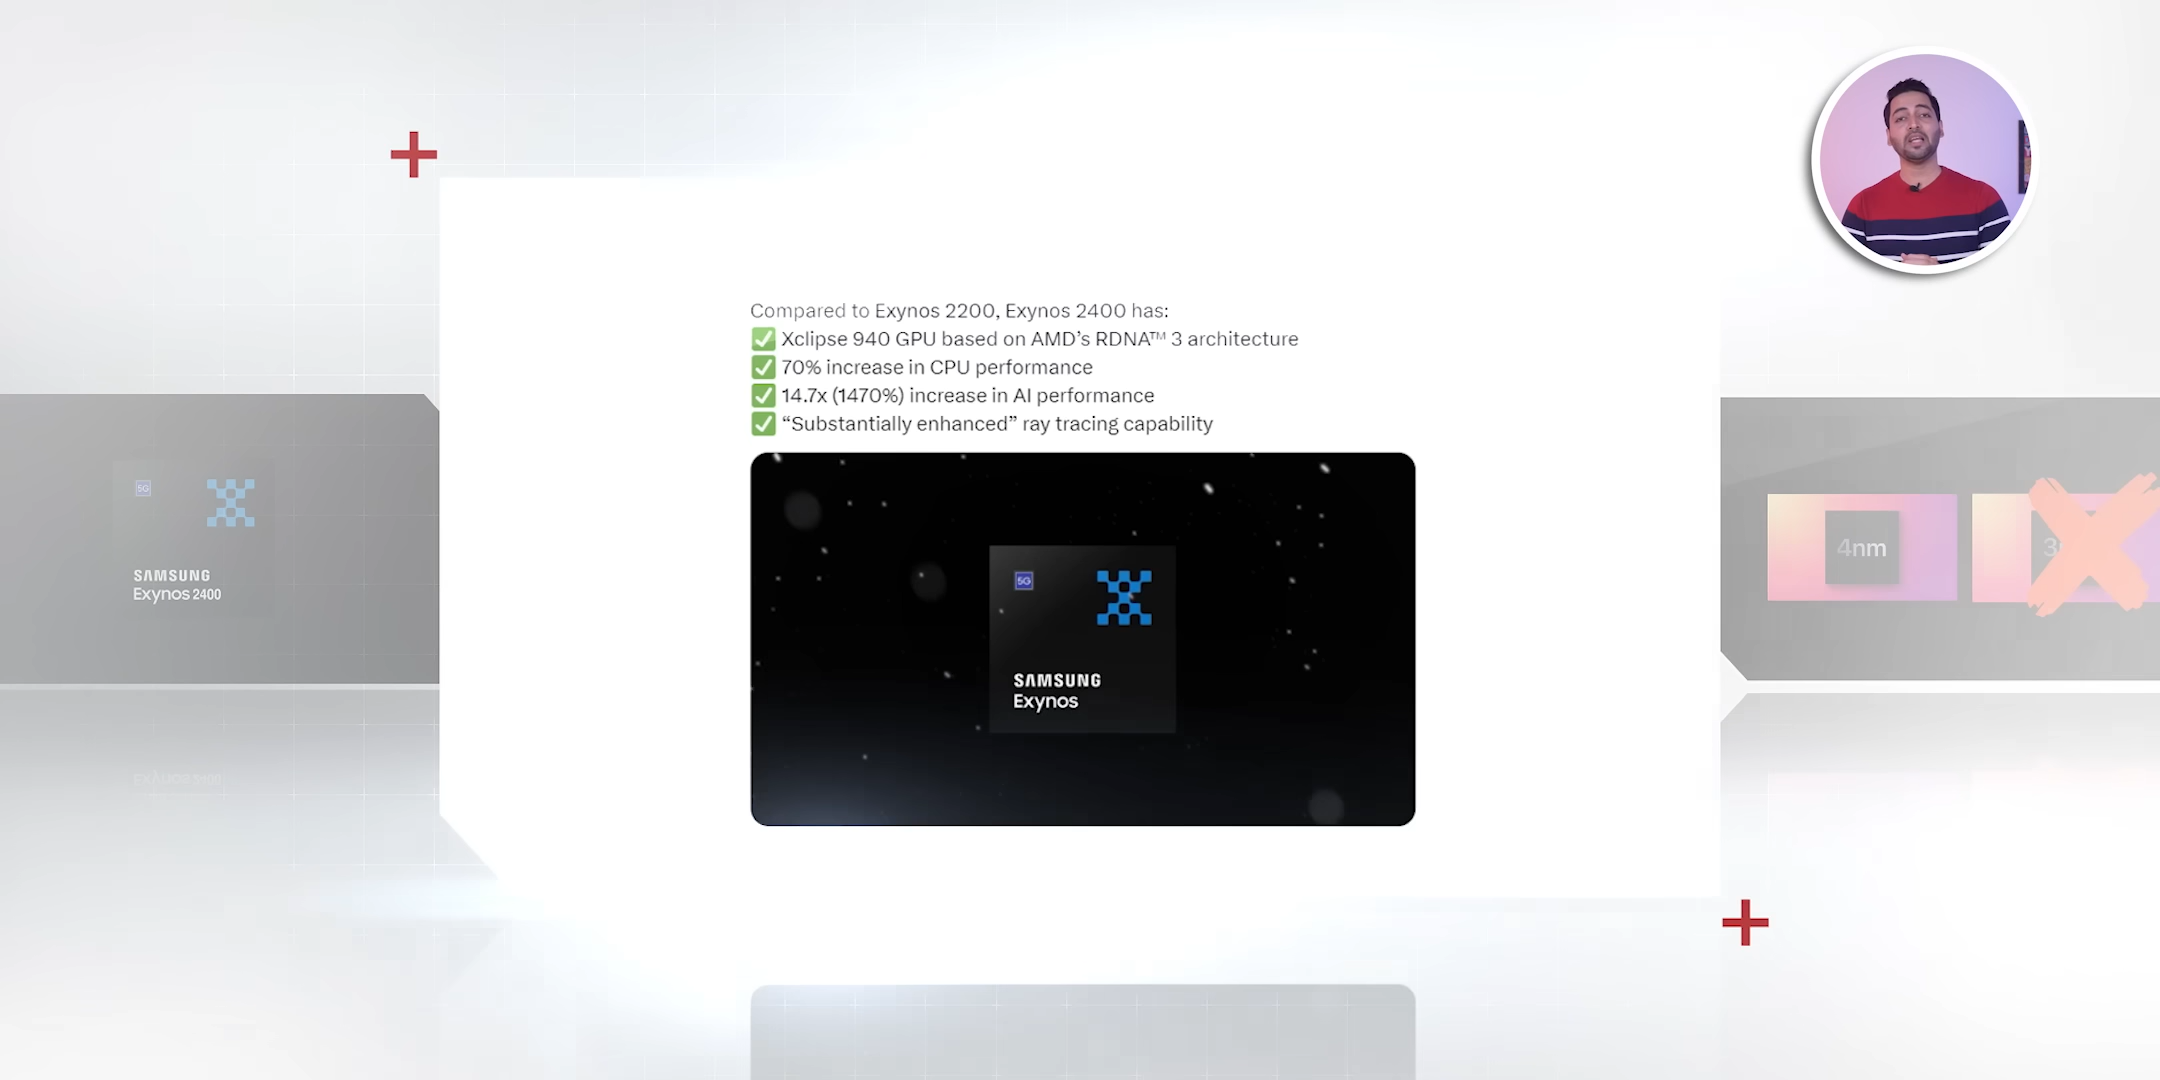 Compared to Exynos 2200, Exynos 2400 has:
✅ Xclipse 940 GPU based on AMD’s RDNA™ 3 architecture
✅ 70% increase in CPU performance
✅ 14.7x (1470%) increase in AI performance
✅ “Substantially enhanced” ray tracing capability
5G
SAMSUNG
Exynos 2400
5G
SAMSUNG
Exynos
4nm